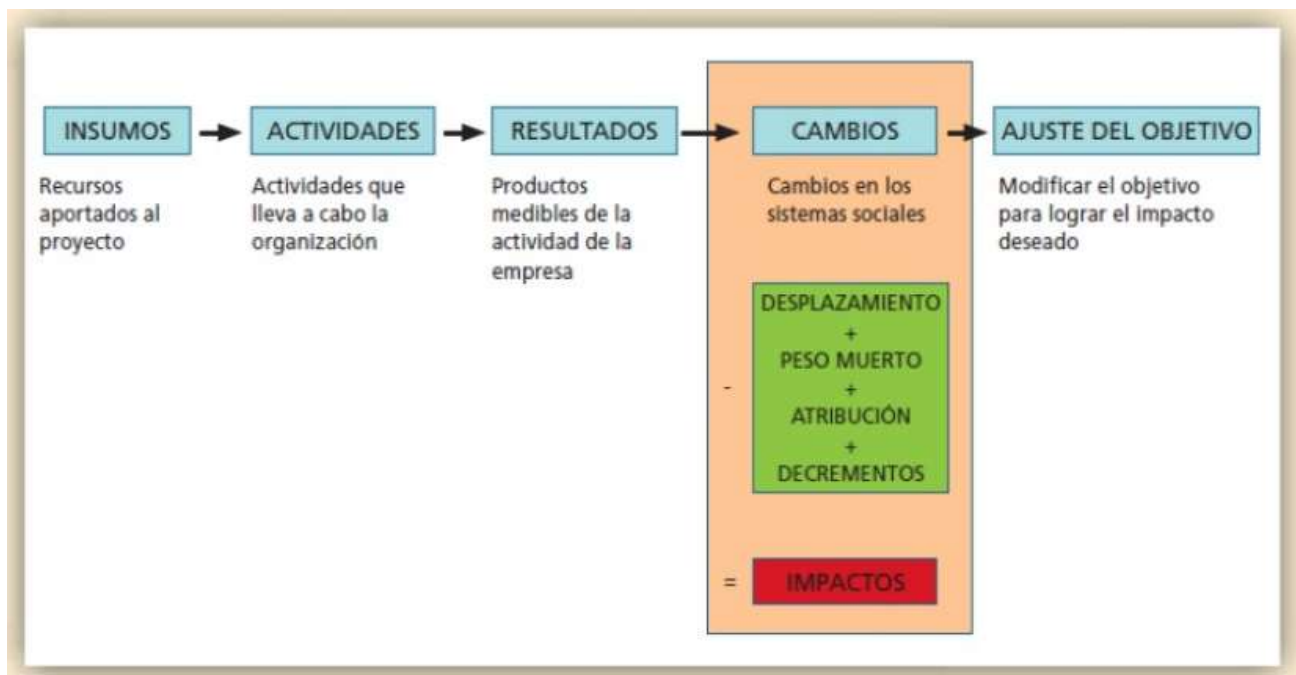 INSUMOS
ACTIVIDADES
RESULTADOS
CAMBIOS
AJUSTE DEL OBJETIVO
Recursos
aportados al
proyecto
Actividades que
lleva a cabo la
organización
Productos
medibles de la
actividad de la
empresa
Cambios en los
sistemas sociales
Modificar el objetivo
para lograr el impacto
deseado
-
DESPLAZAMIENTO
+
PESO MUERTO
+
ATRIBUCIÓN
+
DECREMENTOS
=
IMPACTOS